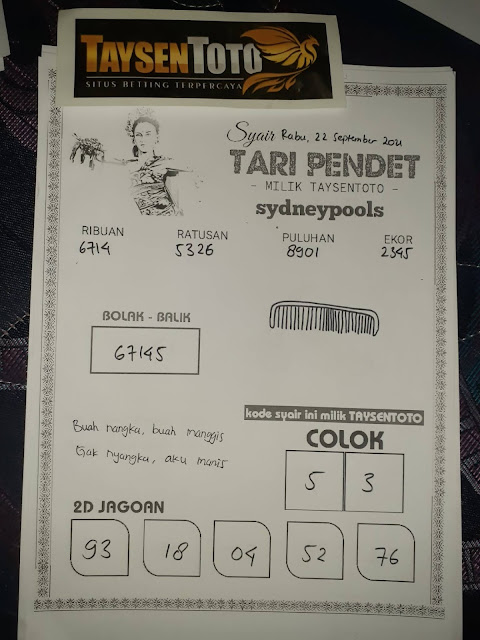 TAYSENTOTO
SITUS BETTING TERPERCAYA
Syair Rabu, 22 September 2021
TARI PENDET
- MILIK TAYSENTOTO -
sydneypools
RIBUAN RATUSAN PULUHAN EKOR
6714 5326 8901 2345
BOLAK - BALIK
67145
kode syair ini milik TAYSENTOTO
Buah nangka, buah manggis
Gak nyangka, aku manis
COLOK
5 3
2D JAGOAN
93 18 04 52 76